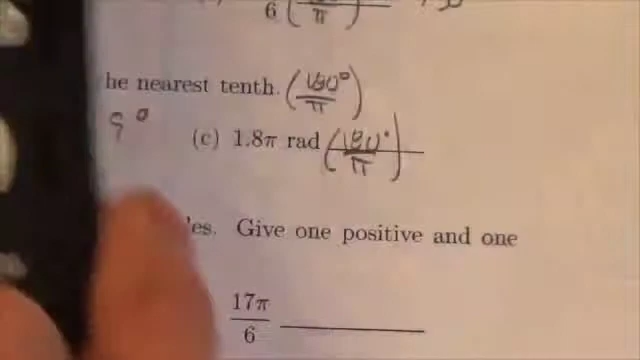 6 ( π )
he nearest tenth. (180° / π)
9° (c) 1.8π rad (180° / π)
es. Give one positive and one
17π
6